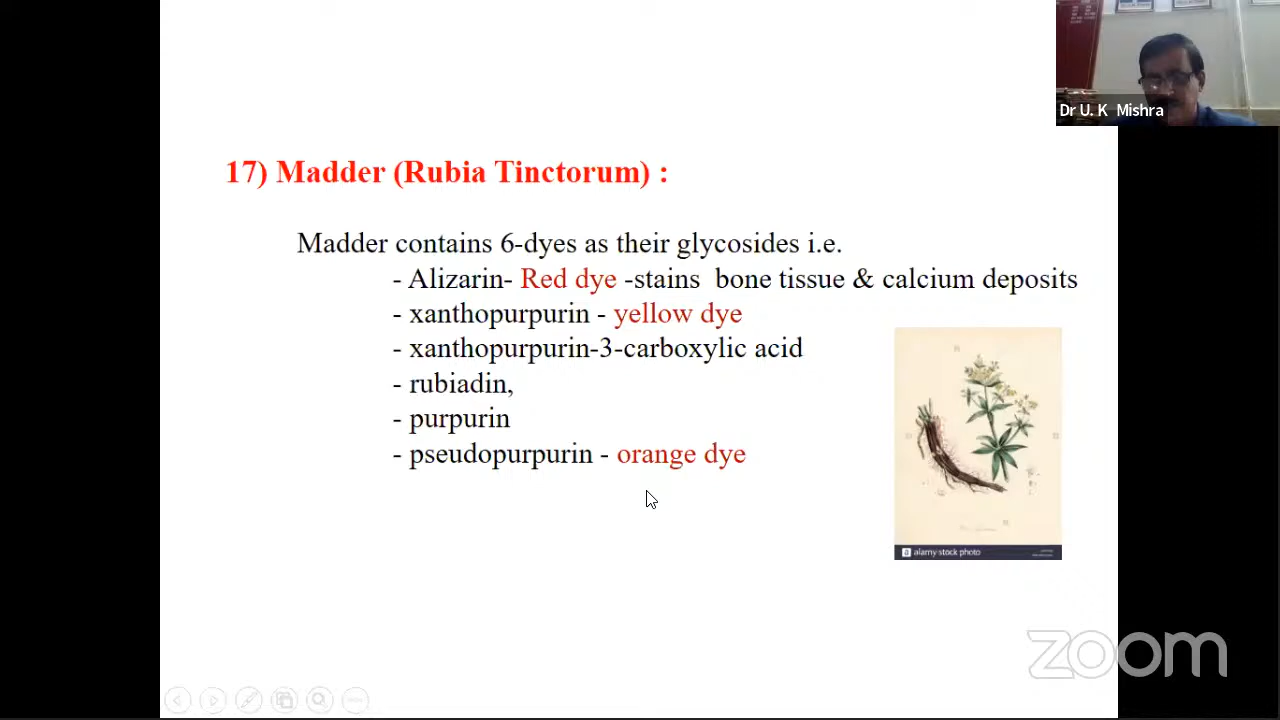 Dr U. K Mishra
17) Madder (Rubia Tinctorum) :
Madder contains 6-dyes as their glycosides i.e.
- Alizarin- Red dye -stains bone tissue & calcium deposits
- xanthopurpurin - yellow dye
- xanthopurpurin-3-carboxylic acid
- rubiadin,
- purpurin
- pseudopurpurin - orange dye
a alamy stock photo
zoom